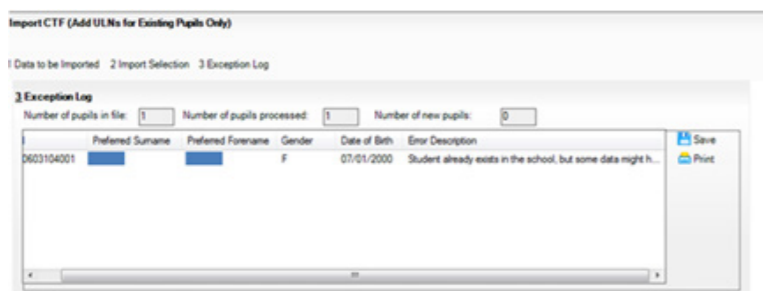 Import CTF (Add ULNs for Existing Pupils Only)
1 Data to be Imported 2 Import Selection 3 Exception Log
3 Exception Log
Number of pupils in file: 1 Number of pupils processed: 1 Number of new pupils: 0
Preferred Surname Preferred Forename Gender Date of Birth Error Description
Save
0603104001 F 07/01/2000 Student already exists in the school, but some data might h...
Print